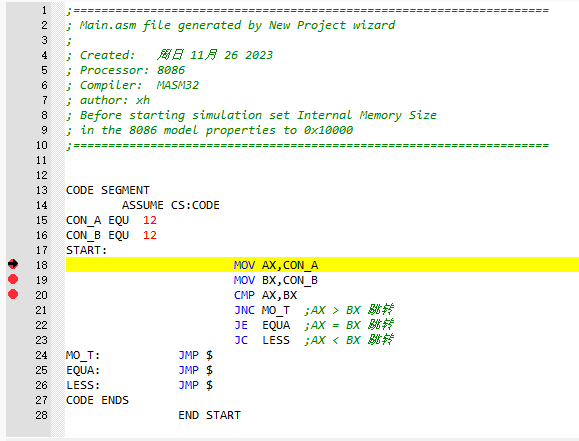 1 ;====================================================================
2 ; Main.asm file generated by New Project wizard
3 ;
4 ; Created:   周日 11月 26 2023
5 ; Processor: 8086
6 ; Compiler:  MASM32
7 ; author: xh
8 ; Before starting simulation set Internal Memory Size
9 ; in the 8086 model properties to 0x10000
10 ;====================================================================
11
12
13 CODE SEGMENT
14         ASSUME CS:CODE
15 CON_A EQU  12
16 CON_B EQU  12
17 START:
18                         MOV AX,CON_A
19                         MOV BX,CON_B
20                         CMP AX,BX
21                         JNC MO_T  ;AX > BX 跳转
22                         JE  EQUA  ;AX = BX 跳转
23                         JC  LESS  ;AX < BX 跳转
24 MO_T:           JMP $
25 EQUA:           JMP $
26 LESS:           JMP $
27 CODE ENDS
28                 END START